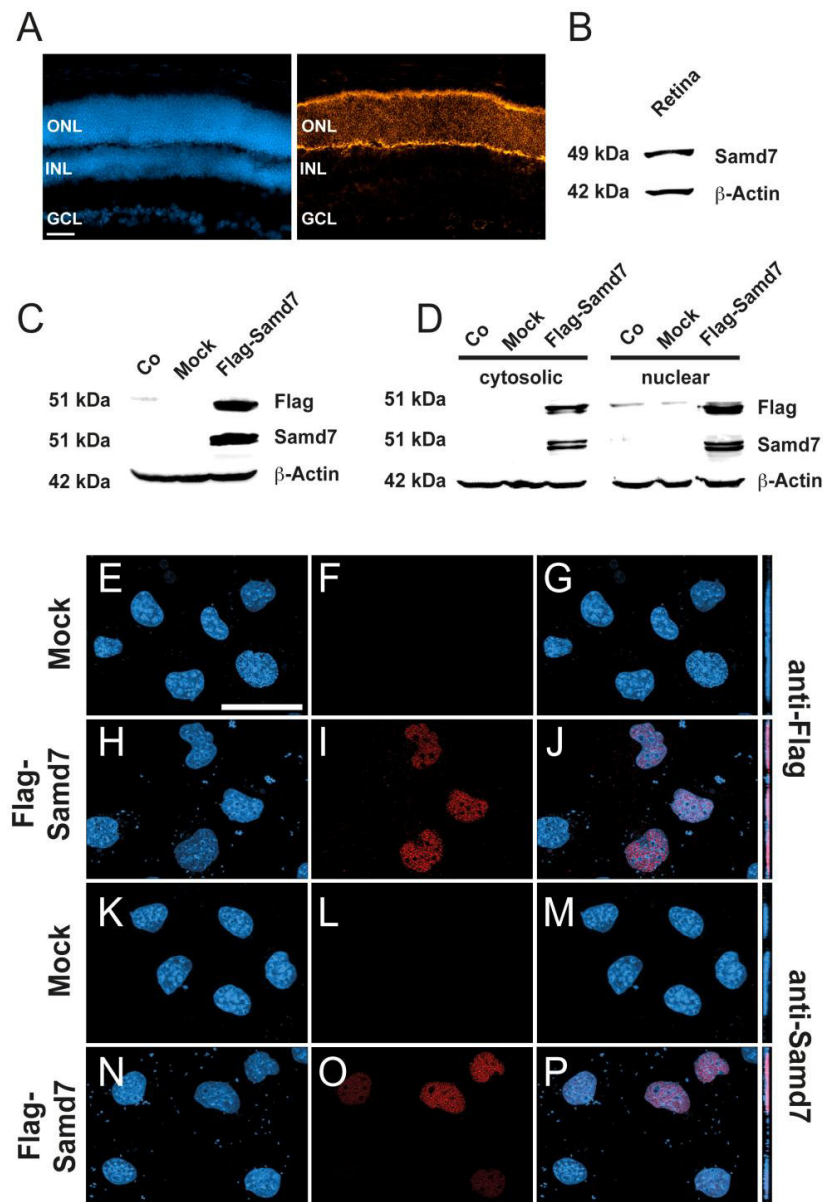 A
ONL
INL
GCL
ONL
INL
GCL
B
Retina
49 kDa
Samd7
42 kDa
β-Actin
C
Co
Mock
Flag-Samd7
51 kDa
Flag
51 kDa
Samd7
42 kDa
β-Actin
D
Co
Mock
Flag-Samd7
Co
Mock
Flag-Samd7
cytosolic
nuclear
51 kDa
Flag
51 kDa
Samd7
42 kDa
β-Actin
Mock
E
F
G
Flag-
Samd7
H
I
J
anti-Flag
Mock
K
L
M
Flag-
Samd7
N
O
P
anti-Samd7